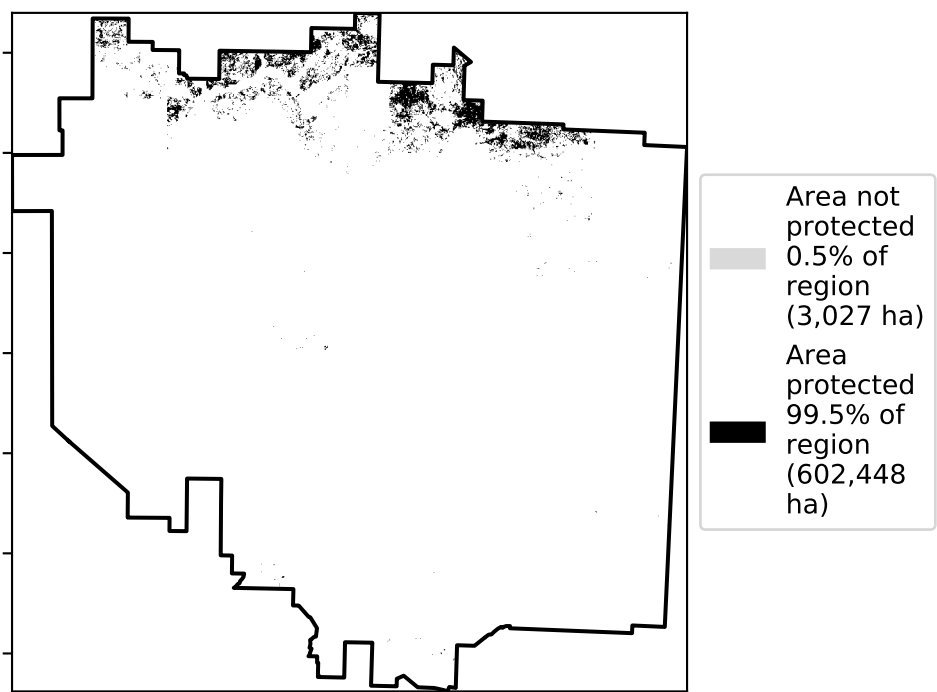 Area not
protected
0.5% of
region
(3,027 ha)
Area
protected
99.5% of
region
(602,448
ha)